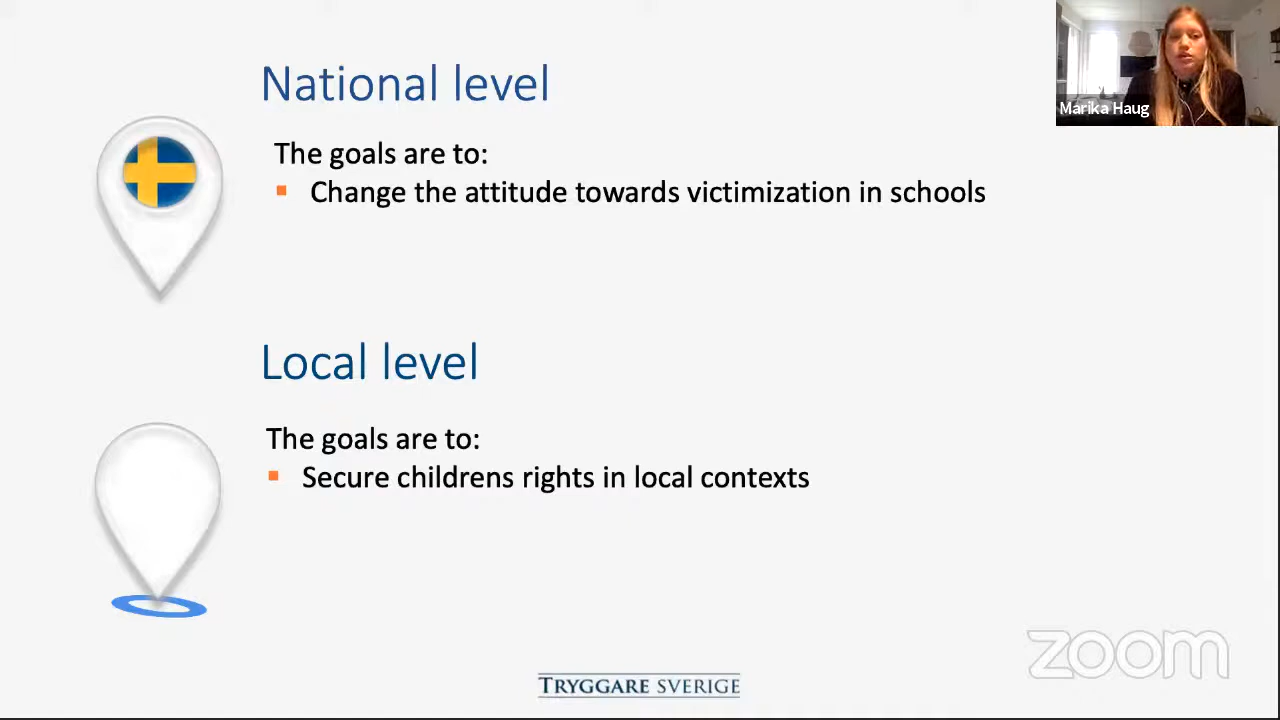 National level
The goals are to:
Change the attitude towards victimization in schools
Local level
The goals are to:
Secure childrens rights in local contexts
Marika Haug
zoom
TRYGGARE SVERIGE